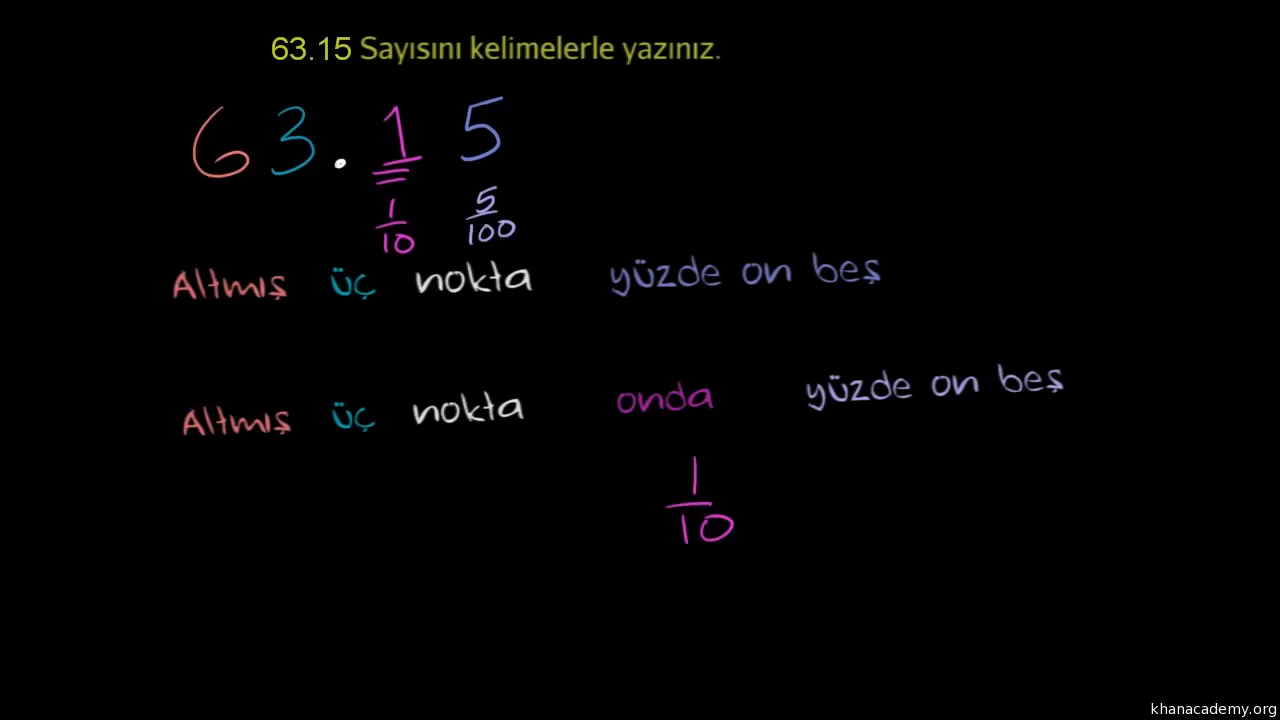 63.15 Sayısını kelimelerle yazınız.
63.15
1/10 5/100
Altmış üç nokta yüzde on beş
Altmış üç nokta onda yüzde on beş
1/10
khanacademy.org